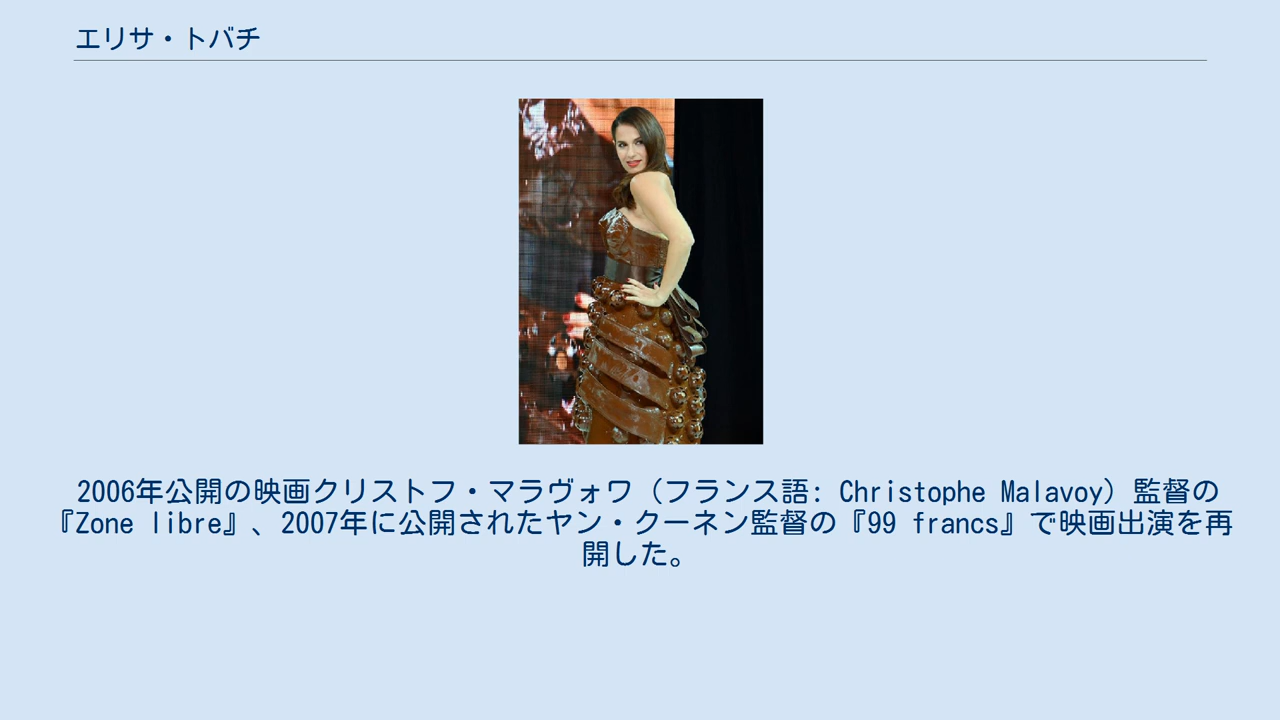 エリサ・トバチ
2006年公開の映画クリストフ・マラヴォワ（フランス語: Christophe Malavoy）監督の
『Zone libre』、2007年に公開されたヤン・クーネン監督の『99 francs』で映画出演を再
開した。